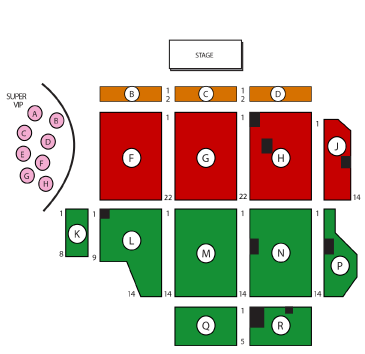 STAGE
SUPER
VIP
A
B
C
D
E
F
G
H
B 1
2
C 1
2
D
F 1
22
G 1
22
H
1 J
14
1 K
8
1 L
9
14
1 M
14
1 N
14
1 P
14
Q 1
5
R